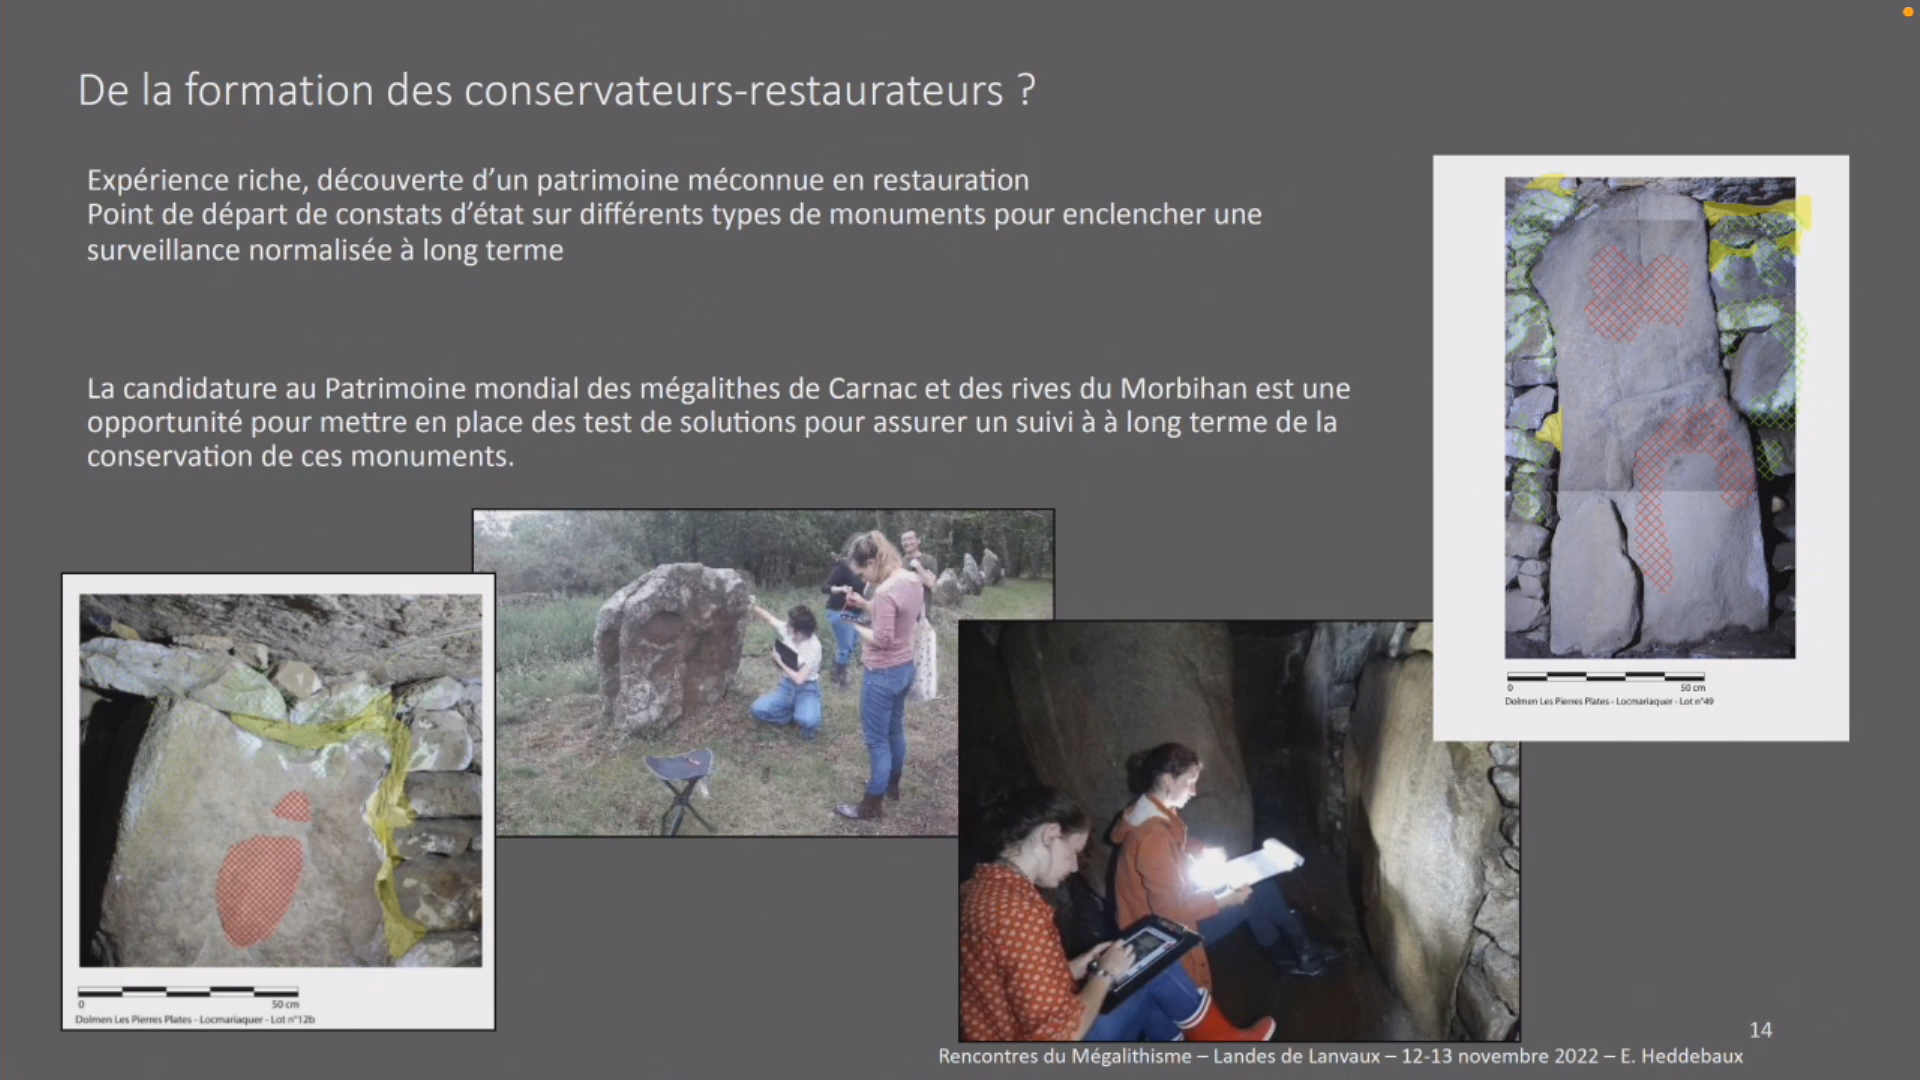 De la formation des conservateurs-restaurateurs ?
Expérience riche, découverte d’un patrimoine méconnue en restauration
Point de départ de constats d’état sur différents types de monuments pour enclencher une
surveillance normalisée à long terme
La candidature au Patrimoine mondial des mégalithes de Carnac et des rives du Morbihan est une
opportunité pour mettre en place des test de solutions pour assurer un suivi à à long terme de la
conservation de ces monuments.
0 50 cm
Dolmen Les Pierres Plates - Locmariaquer - Lot n°49
0 50 cm
Dolmen Les Pierres Plates - Locmariaquer - Lot n°12b
14
Rencontres du Mégalithisme – Landes de Lanvaux – 12-13 novembre 2022 – E. Heddebaux